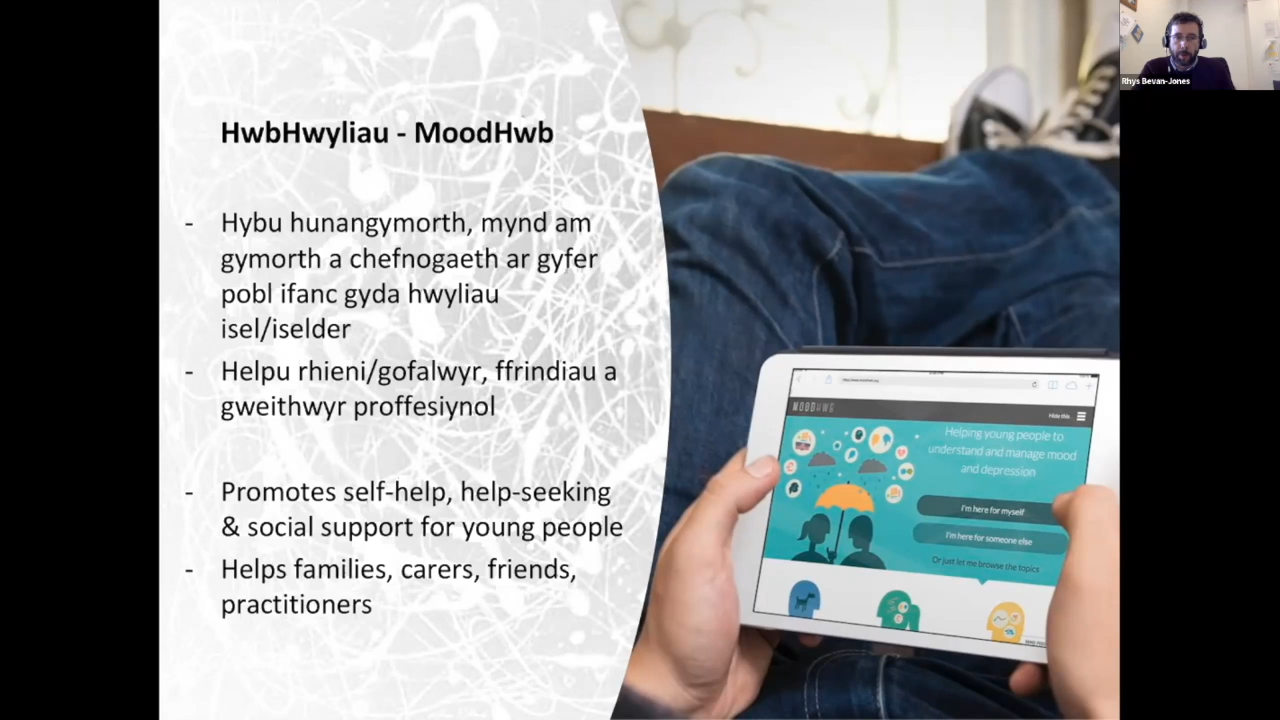 HwbHwyliau - MoodHwb
- Hybu hunangymorth, mynd am
gymorth a chefnogaeth ar gyfer
pobl ifanc gyda hwyliau
isel/iselder
- Helpu rhieni/gofalwyr, ffrindiau a
gweithwyr proffesiynol
- Promotes self-help, help-seeking
& social support for young people
- Helps families, carers, friends,
practitioners
MOODHWB
Hide this
Helping young people to
understand and manage mood
and depression
I'm here for myself
I'm here for someone else
Or just let me browse the topics
Rhys Bevan-Jones